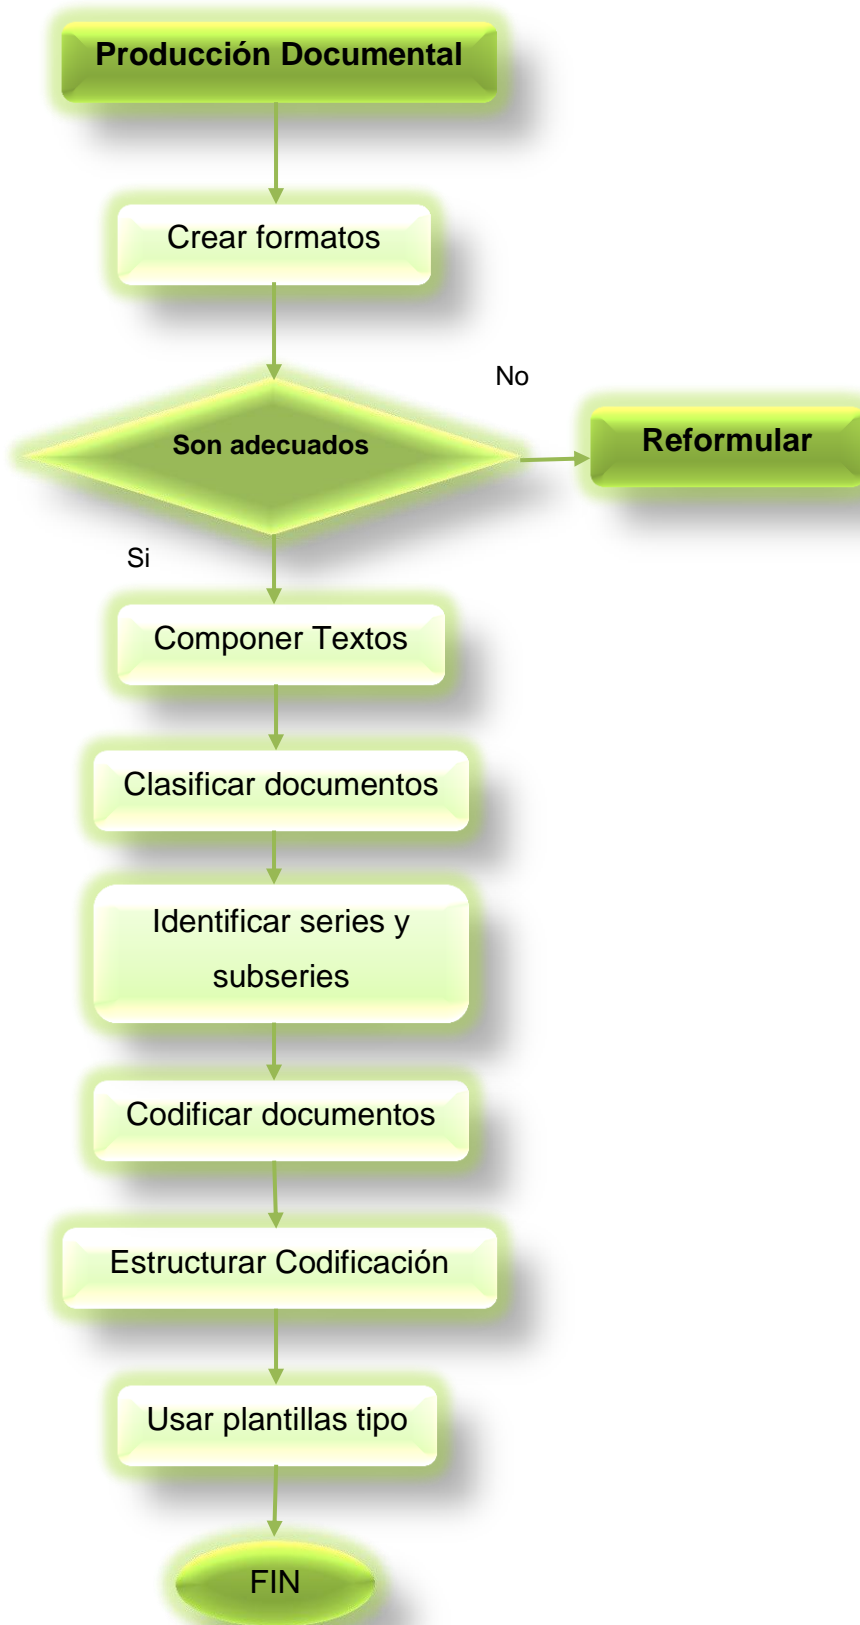 Producción Documental
Crear formatos
No
Son adecuados
Reformular
Si
Componer Textos
Clasificar documentos
Identificar series y
subseries
Codificar documentos
Estructurar Codificación
Usar plantillas tipo
FIN